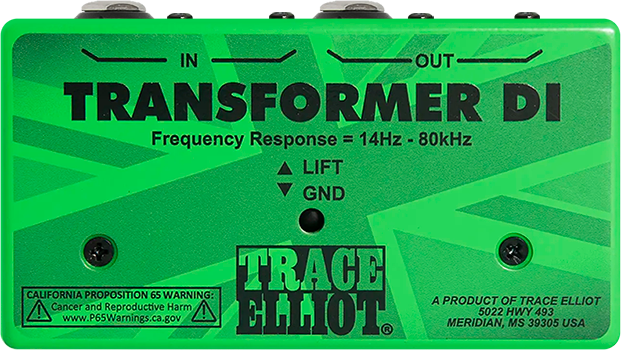 IN OUT
TRANSFORMER DI
Frequency Response = 14Hz - 80kHz
▲ LIFT
▼ GND
TRACE
ELLIOT®
CALIFORNIA PROPOSITION 65 WARNING:
Cancer and Reproductive Harm
www.P65Warnings.ca.gov
A PRODUCT OF TRACE ELLIOT
5022 HWY 493
MERIDIAN, MS 39305 USA